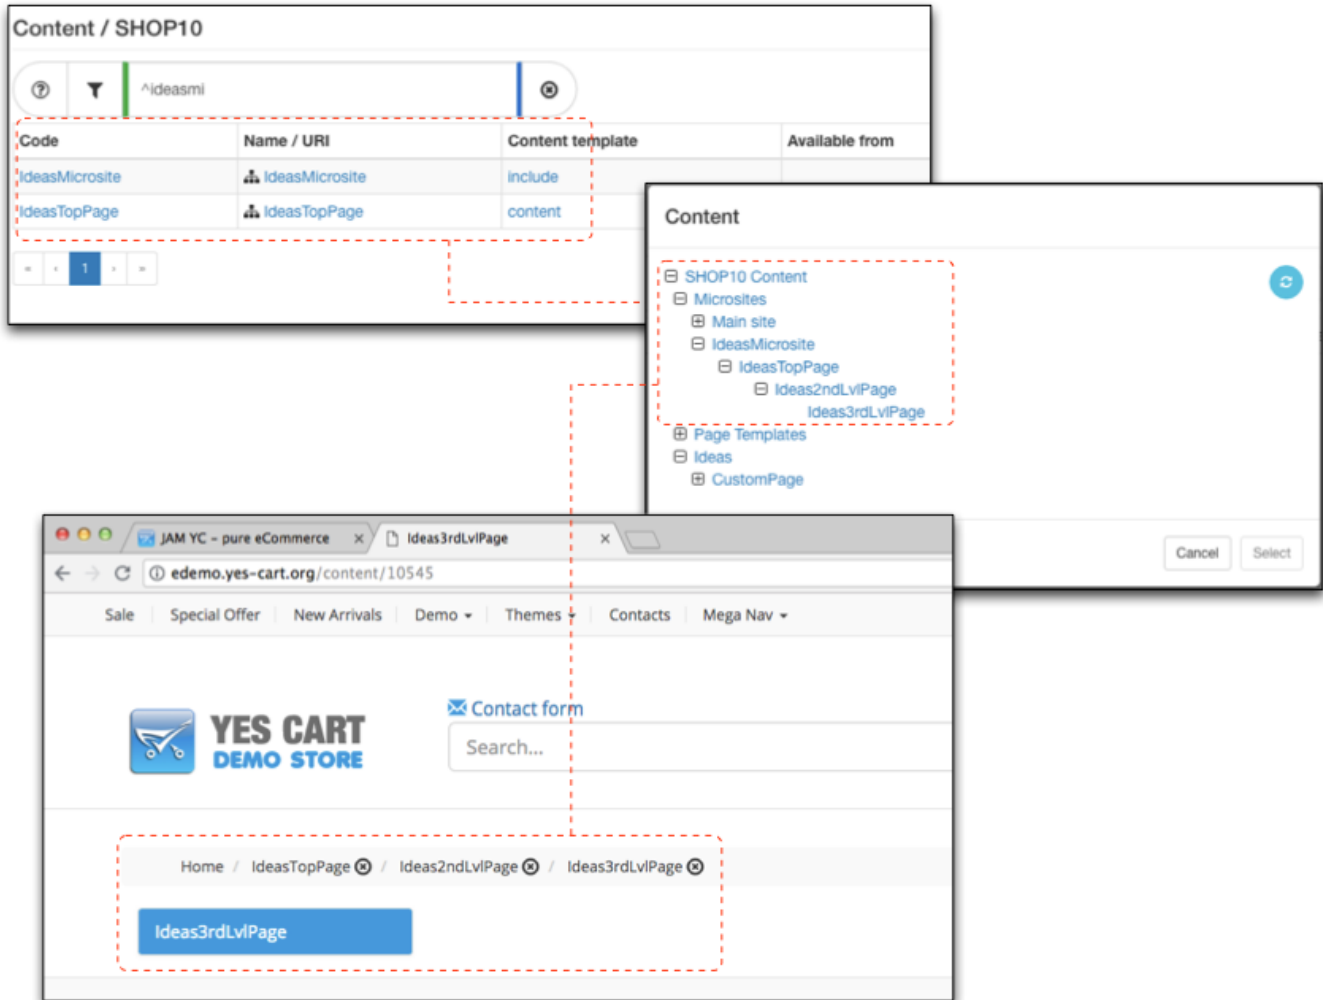 Content / SHOP10
^ideasmi
Code Name / URI Content template Available from
IdeasMicrosite IdeasMicrosite include
IdeasTopPage IdeasTopPage content
« ‹ 1 › »
Content
SHOP10 Content
Microsites
Main site
IdeasMicrosite
IdeasTopPage
Ideas2ndLvlPage
Ideas3rdLvlPage
Page Templates
Ideas
CustomPage
Cancel Select
JAM YC – pure eCommerce Ideas3rdLvlPage
edemo.yes-cart.org/content/10545
Sale Special Offer New Arrivals Demo Themes Contacts Mega Nav
YES CART
DEMO STORE
Contact form
Search...
Home / IdeasTopPage / Ideas2ndLvlPage / Ideas3rdLvlPage
Ideas3rdLvlPage